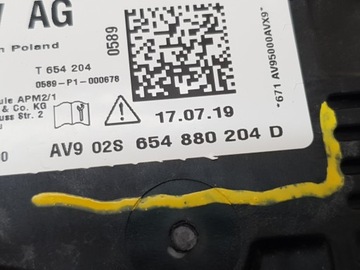 AG
Poland
T 654 204
0589-P1-000678
0589
ule APM2/1
& Co. KG
uss Str. 2
17.07.19
AV9 02S 654 880 204 D
*671 AV95000AVX9*